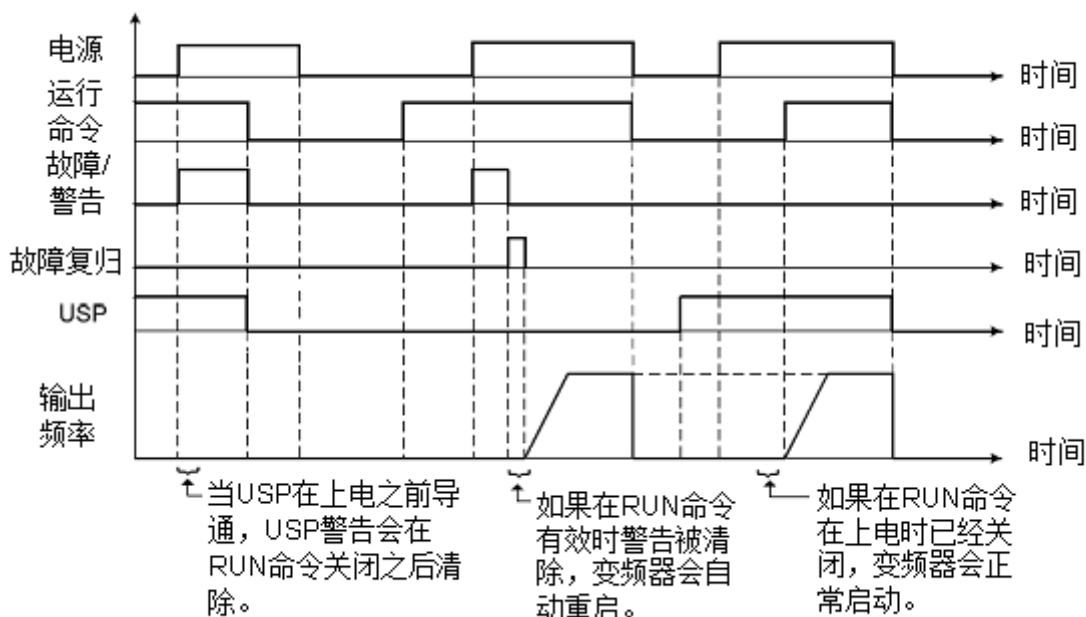 电源
时间
运行
命令
时间
故障/
警告
时间
故障复归
时间
USP
时间
输出
频率
时间
当USP在上电之前导
通，USP警告会在
RUN命令关闭之后清
除。
如果在RUN命令
有效时警告被清
除，变频器会自
动重启。
如果在RUN命令
在上电时已经关
闭，变频器会正
常启动。